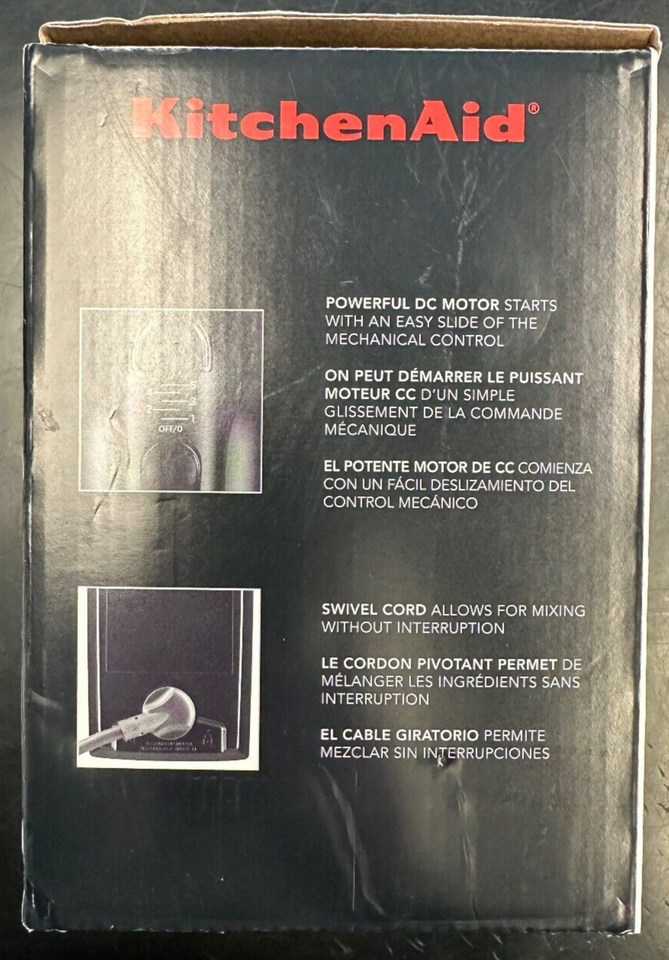 KitchenAid®
POWERFUL DC MOTOR STARTS
WITH AN EASY SLIDE OF THE
MECHANICAL CONTROL
ON PEUT DÉMARRER LE PUISSANT
MOTEUR CC D'UN SIMPLE
GLISSEMENT DE LA COMMANDE
MÉCANIQUE
EL POTENTE MOTOR DE CC COMIENZA
CON UN FÁCIL DESLIZAMIENTO DEL
CONTROL MECÁNICO
5
4
3
2
1
OFF/0
SWIVEL CORD ALLOWS FOR MIXING
WITHOUT INTERRUPTION
LE CORDON PIVOTANT PERMET DE
MÉLANGER LES INGRÉDIENTS SANS
INTERRUPTION
EL CABLE GIRATORIO PERMITE
MEZCLAR SIN INTERRUPCIONES